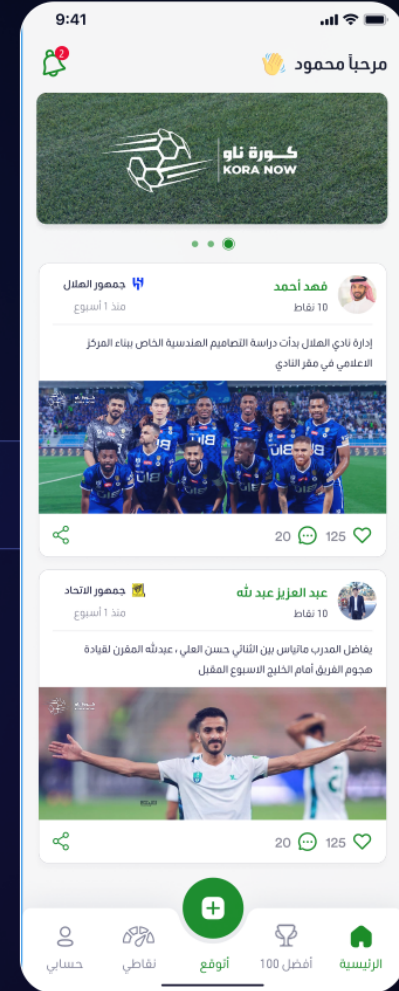 9:41
مرحباً محمود 👋
2
كـورة ناو
KORA NOW
فهد أحمد
10 نقاط
جمهور الهلال
منذ 1 أسبوع
إدارة نادي الهلال بدأت دراسة التصاميم الهندسية الخاص ببناء المركز
الاعلامي في مقر النادي
125
20
عبد العزيز عبد لله
10 نقاط
جمهور الاتحاد
منذ 1 أسبوع
يفاضل المدرب ماتياس بين الثنائي حسن العلي ، عبدلله المقرن لقيادة
هجوم الفريق أمام الخليج الاسبوع المقبل
125
20
الرئيسية
أفضل 100
أتوقع
نقاطي
حسابي